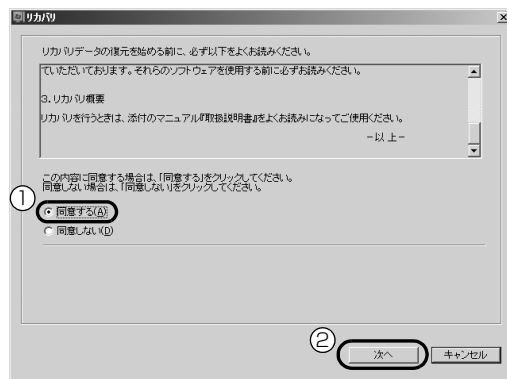 リカバリ
リカバリデータの復元を始める前に、必ず以下をよくお読みください。
ていただいております。それらのソフトウェアを使用する前に必ずお読みください。
3.リカバリ概要
リカバリを行うときは、添付のマニュアル『取扱説明書』をよくお読みになってご使用ください。
－以上－
この内容に同意する場合は、「同意する」をクリックしてください。
同意しない場合は、「同意しない」をクリックしてください。
①
同意する(A)
同意しない(D)
②
次へ
キャンセル